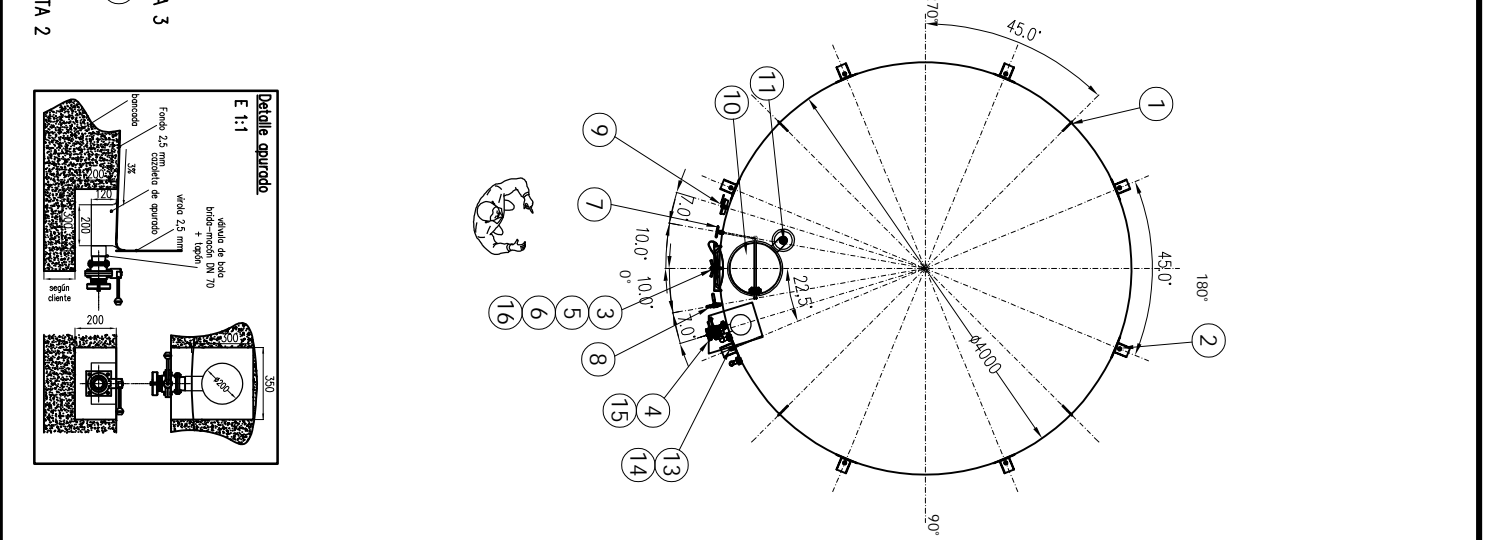 TA 2
A 3
Detalle apurado
E 1:1
bancada
Fondo 2,5 mm
cazoleta de apurado
virola 2,5 mm
válvula de bola
brida-macón DN 70
+ tapón
3%
200
120
200
300
según
cliente
200
300
ø200
350
70°
45.0°
1
11
10
9
7
7.0°
10.0°
0°
10.0°
7.0°
22,5°
16
6
5
3
8
15
4
14
13
ø4000
45.0°
180°
2
90°